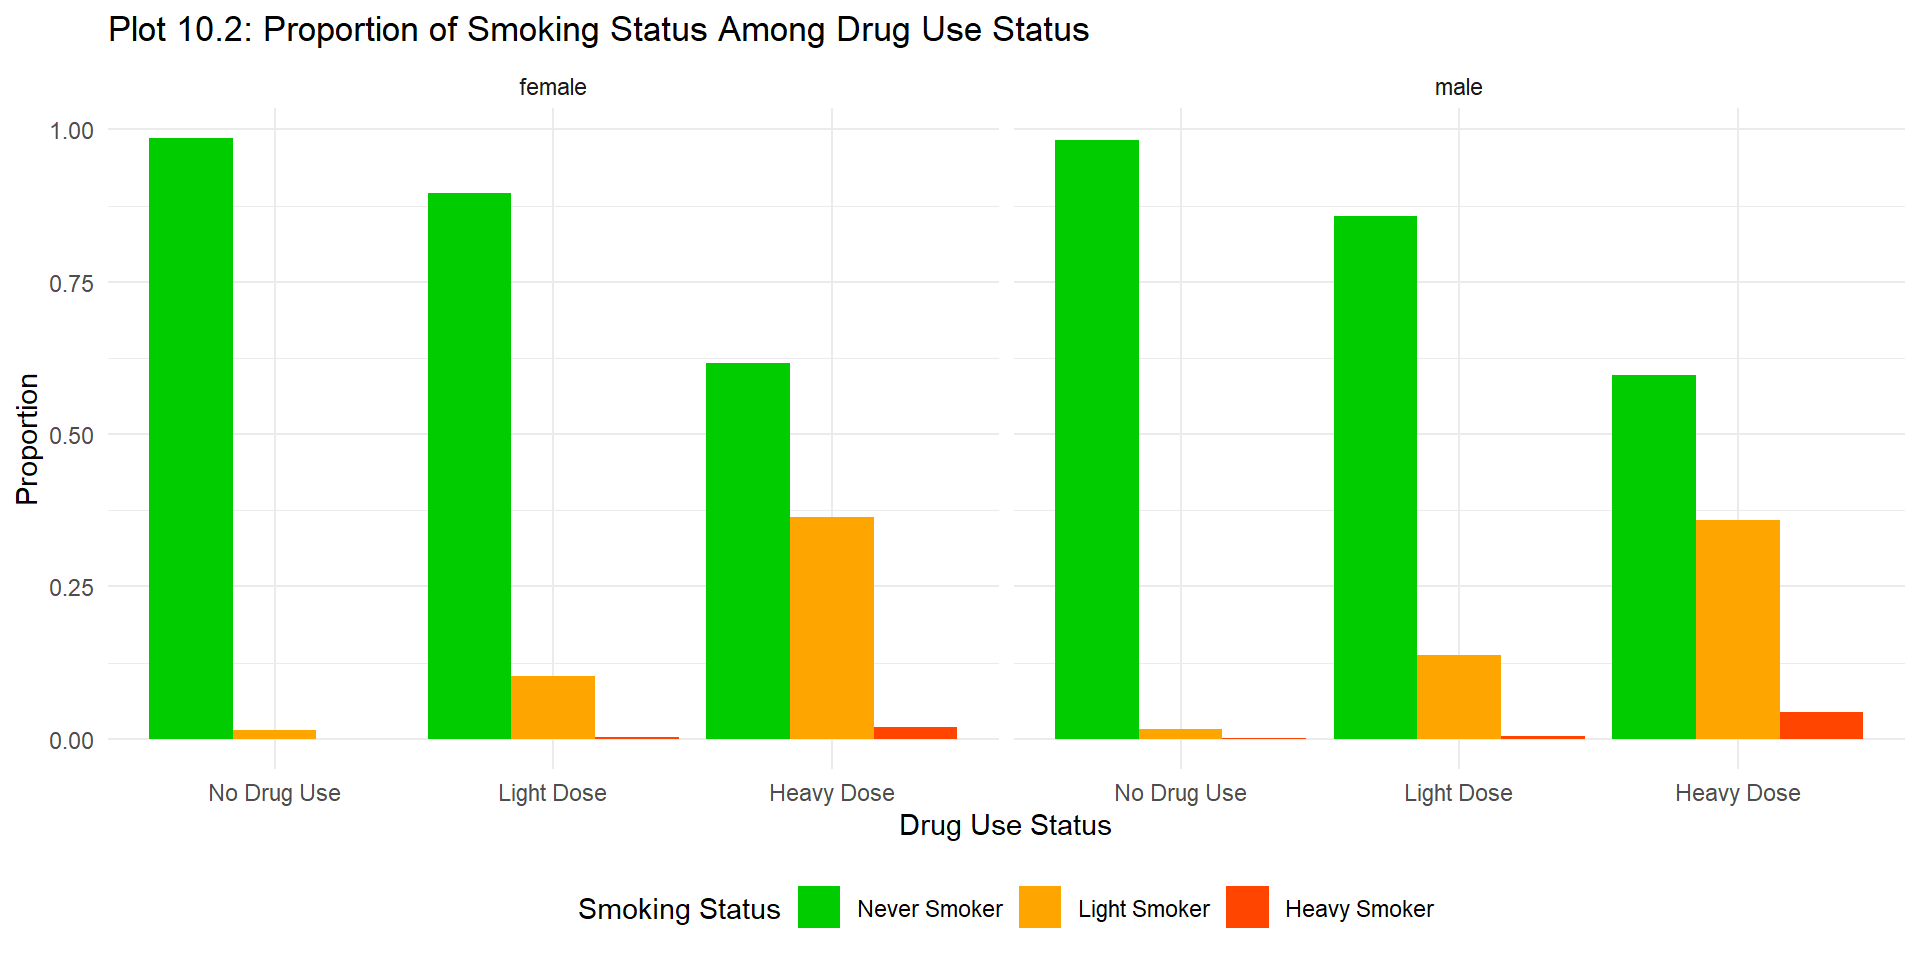 Plot 10.2: Proportion of Smoking Status Among Drug Use Status
female male
1.00
0.75
0.50
0.25
0.00
Proportion
No Drug Use Light Dose Heavy Dose No Drug Use Light Dose Heavy Dose
Drug Use Status
Smoking Status Never Smoker Light Smoker Heavy Smoker